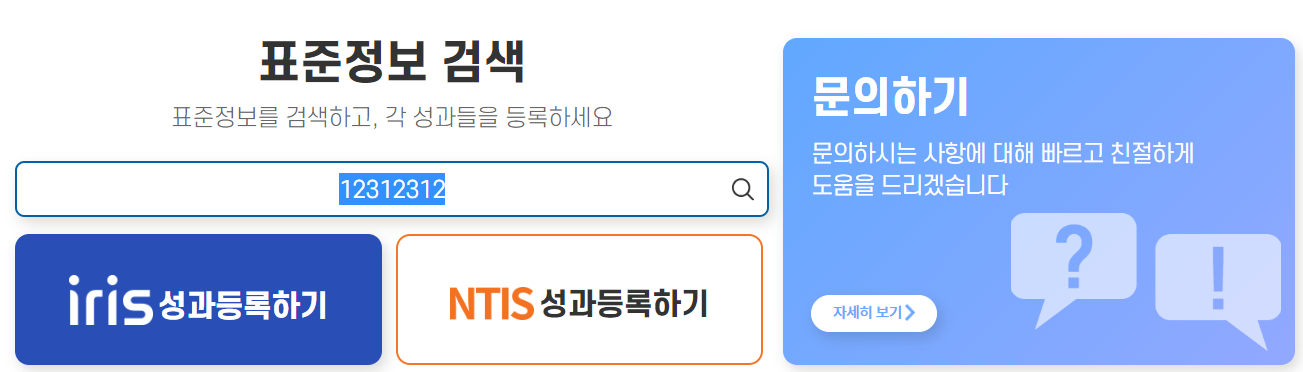 표준정보 검색
표준정보를 검색하고, 각 성과들을 등록하세요
12312312
iris 성과등록하기
NTIS 성과등록하기
문의하기
문의하시는 사항에 대해 빠르고 친절하게
도움을 드리겠습니다
? !
자세히 보기